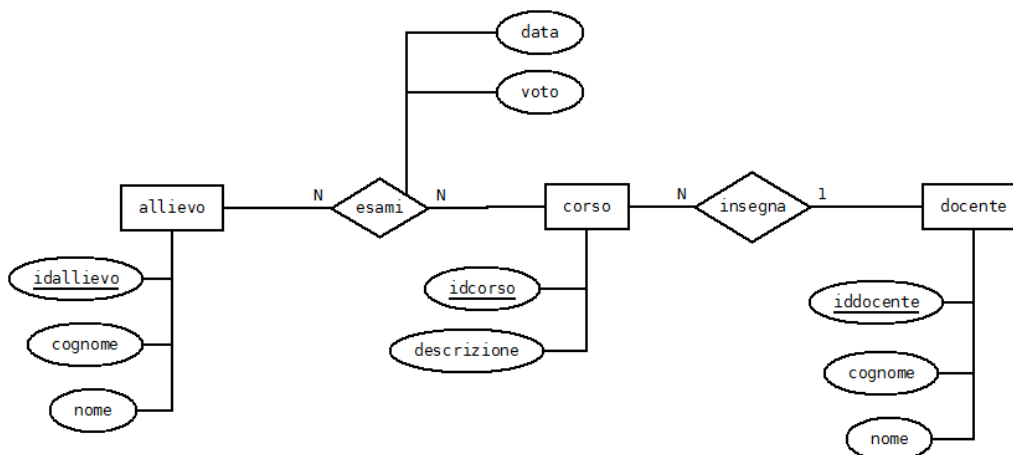 data
voto
allievo
N
esami
N
corso
N
insegna
1
docente
idallievo
cognome
nome
idcorso
descrizione
iddocente
cognome
nome